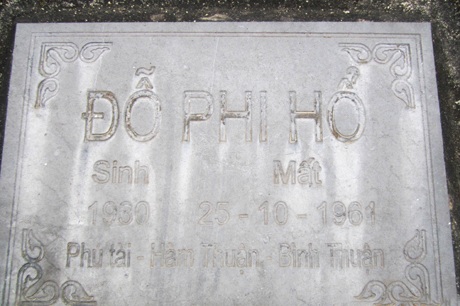 ĐỖ PHI HỔ
Sinh Mất
1930 25 - 10 - 1961
Phú tài - Hàm Thuận - Bình Thuận